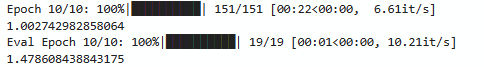 Epoch 10/10: 100%|██████████| 151/151 [00:22<00:00,  6.61it/s]
1.002742982858064
Eval Epoch 10/10: 100%|██████████| 19/19 [00:01<00:00, 10.21it/s]
1.478608438843175